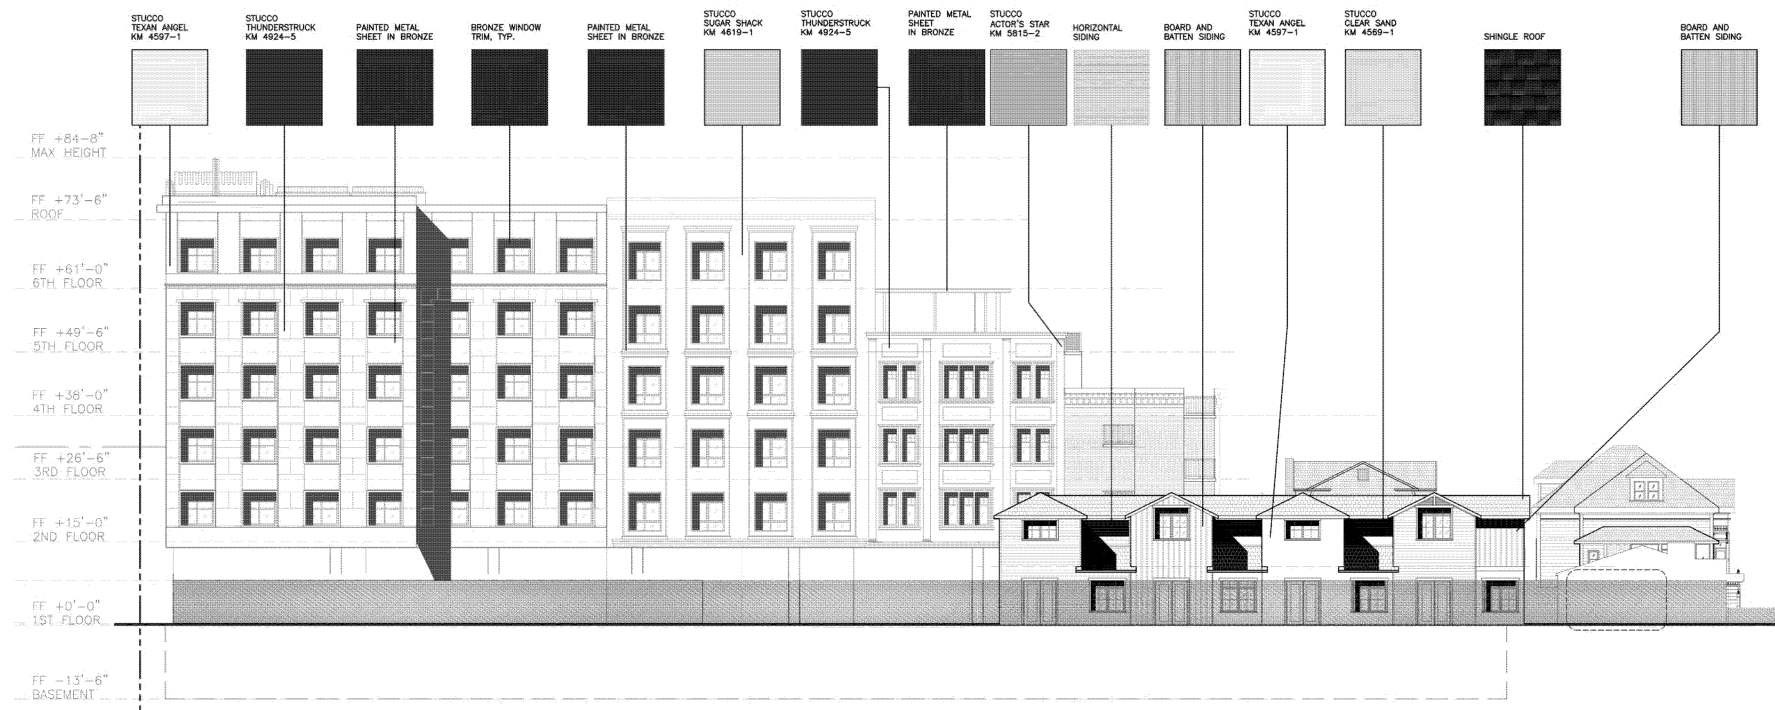 STUCCO
TEXAN ANGEL
KM 4597-1
STUCCO
THUNDERSTRUCK
KM 4924-5
PAINTED METAL
SHEET IN BRONZE
BRONZE WINDOW
TRIM, TYP.
PAINTED METAL
SHEET IN BRONZE
STUCCO
SUGAR SHACK
KM 4619-1
STUCCO
THUNDERSTRUCK
KM 4924-5
PAINTED METAL
SHEET
IN BRONZE
STUCCO
ACTOR'S STAR
KM 5815-2
HORIZONTAL
SIDING
BOARD AND
BATTEN SIDING
STUCCO
TEXAN ANGEL
KM 4597-1
STUCCO
CLEAR SAND
KM 4569-1
SHINGLE ROOF
BOARD AND
BATTEN SIDING
FF +84-8"
MAX HEIGHT
FF +73'-6"
ROOF
FF +61'-0"
6TH FLOOR
FF +49'-6"
5TH FLOOR
FF +38'-0"
4TH FLOOR
FF +26'-6"
3RD FLOOR
FF +15'-0"
2ND FLOOR
FF +0'-0"
1ST FLOOR
FF -13'-6"
BASEMENT